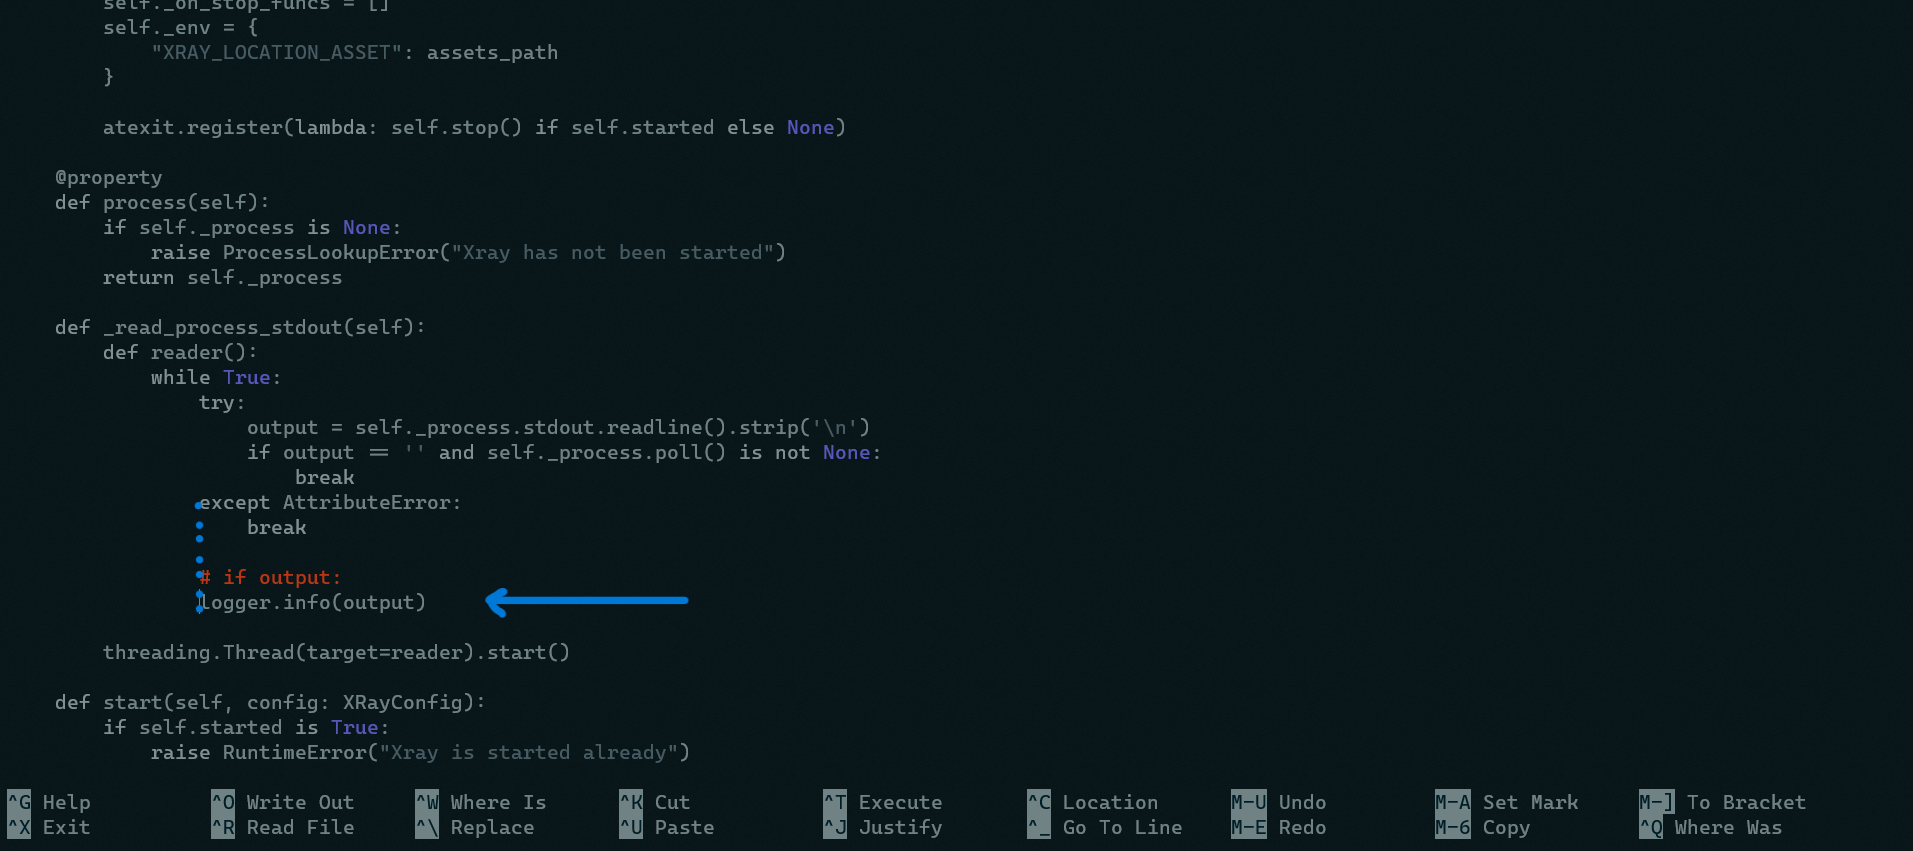 self._on_stop_funcs = []
        self._env = {
            "XRAY_LOCATION_ASSET": assets_path
        }

        atexit.register(lambda: self.stop() if self.started else None)

    @property
    def process(self):
        if self._process is None:
            raise ProcessLookupError("Xray has not been started")
        return self._process

    def _read_process_stdout(self):
        def reader():
            while True:
                try:
                    output = self._process.stdout.readline().strip('\n')
                    if output == '' and self._process.poll() is not None:
                        break
                except AttributeError:
                    break

                # if output:
                logger.info(output)

        threading.Thread(target=reader).start()

    def start(self, config: XRayConfig):
        if self.started is True:
            raise RuntimeError("Xray is started already")

^G Help ^O Write Out ^W Where Is ^K Cut ^T Execute ^C Location M-U Undo M-A Set Mark M-] To Bracket
^X Exit ^R Read File ^\ Replace ^U Paste ^J Justify ^_ Go To Line M-E Redo M-6 Copy ^Q Where Was